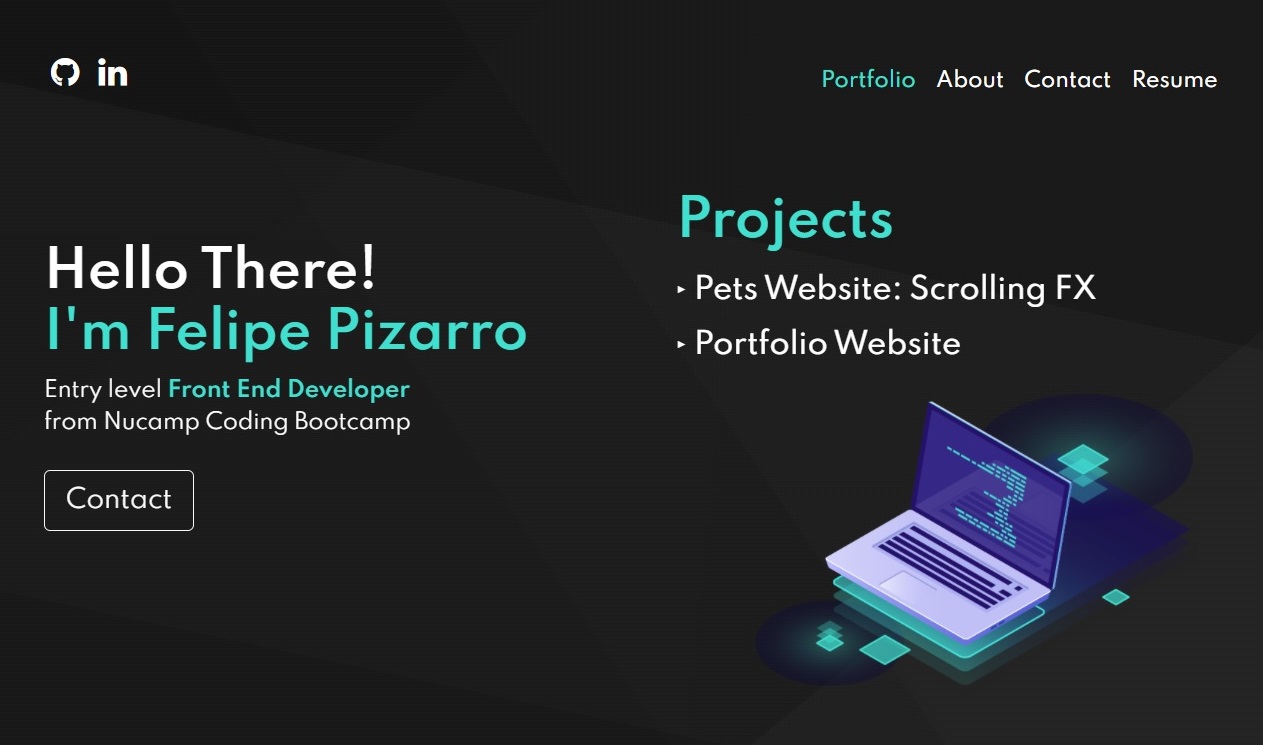 Portfolio About Contact Resume
Hello There!
I'm Felipe Pizarro
Entry level Front End Developer
from Nucamp Coding Bootcamp
Contact
Projects
Pets Website: Scrolling FX
Portfolio Website